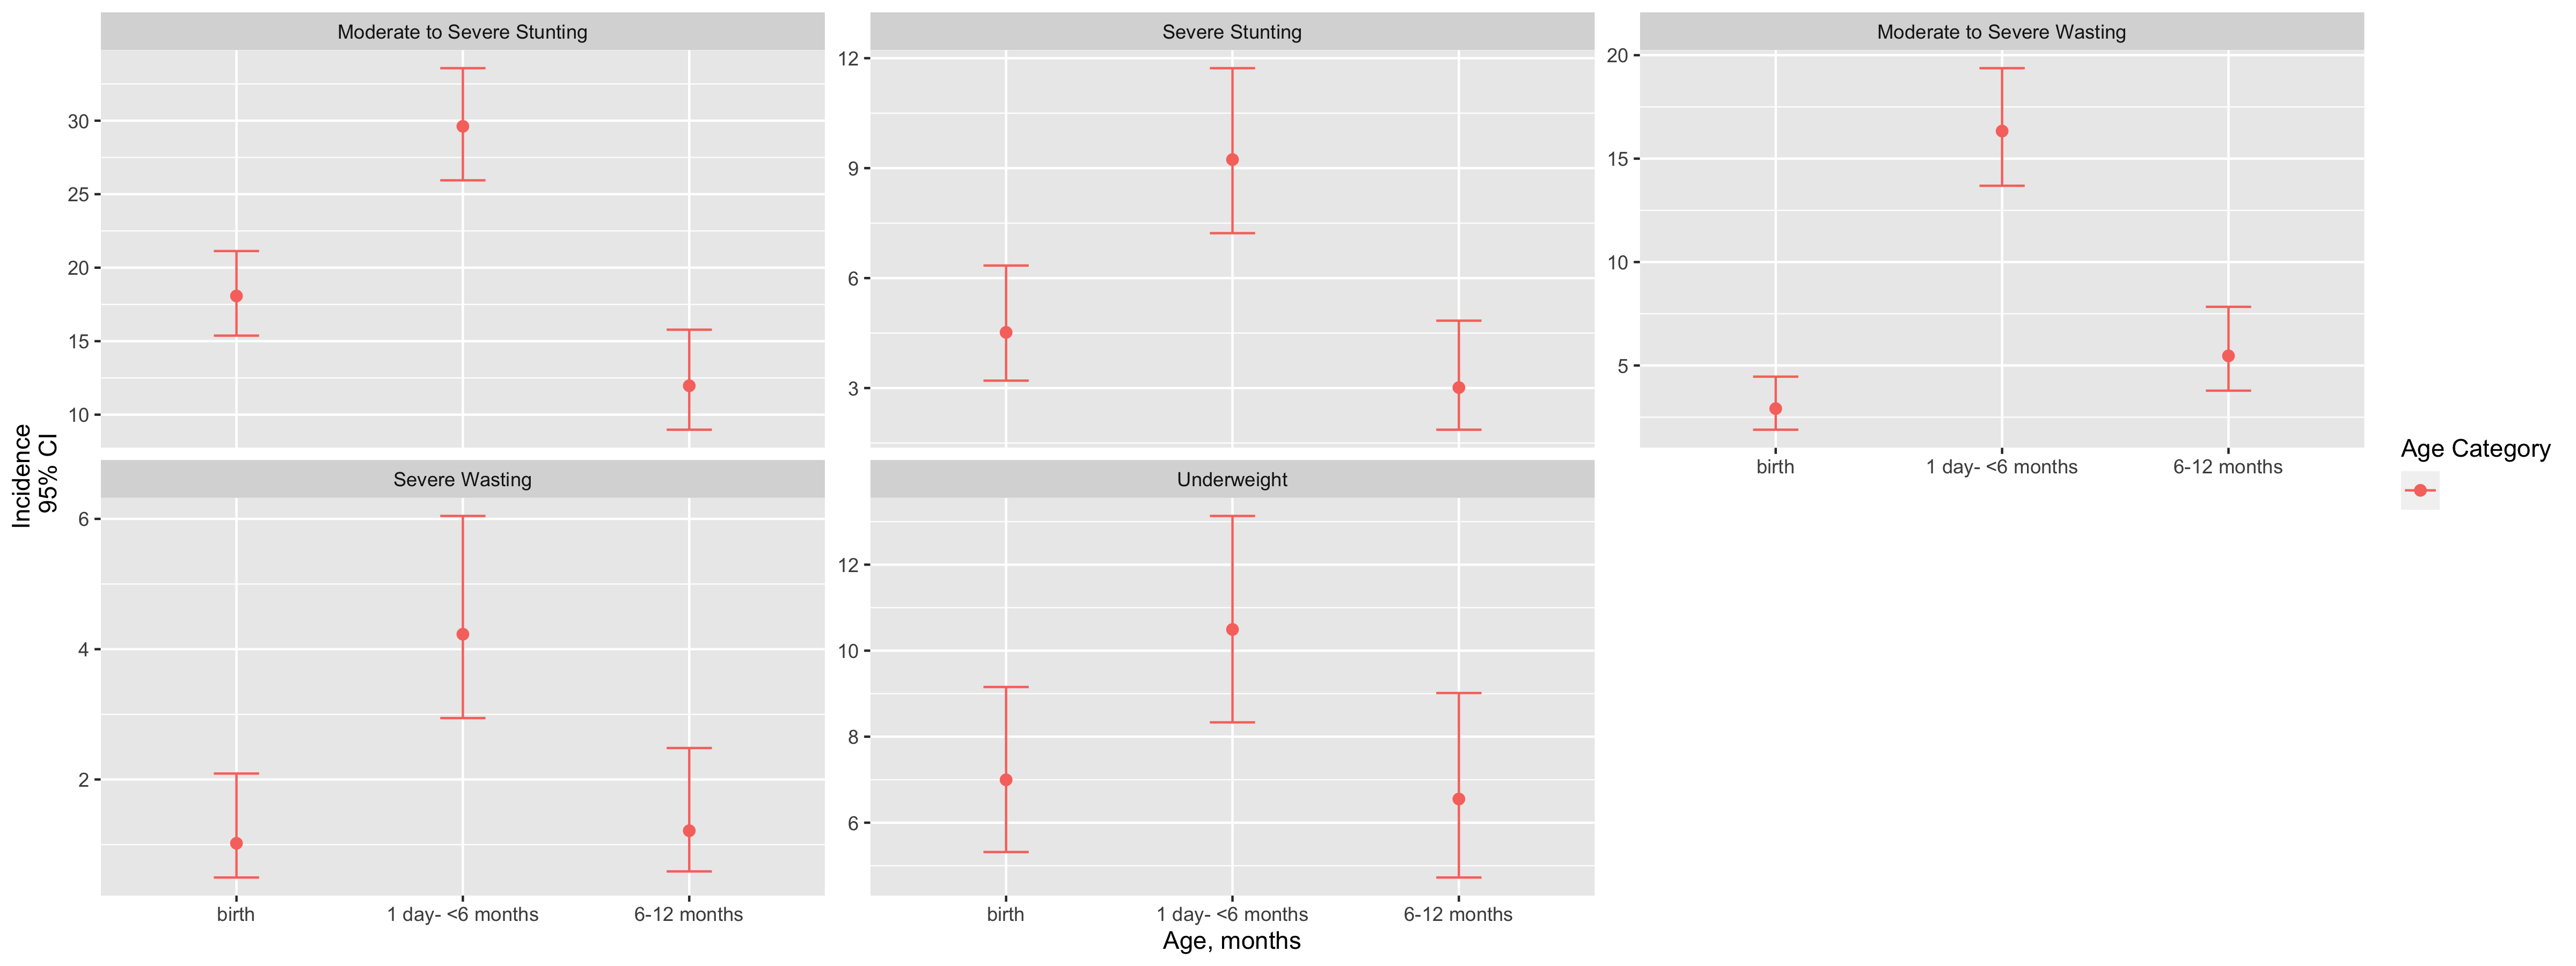 Moderate to Severe Stunting
Severe Stunting
Moderate to Severe Wasting
30
25
20
15
10
12
9
6
3
20
15
10
5
birth
1 day- <6 months
6-12 months
Incidence
95% CI
Age Category
Severe Wasting
Underweight
6
4
2
12
10
8
6
birth
1 day- <6 months
6-12 months
birth
1 day- <6 months
6-12 months
Age, months